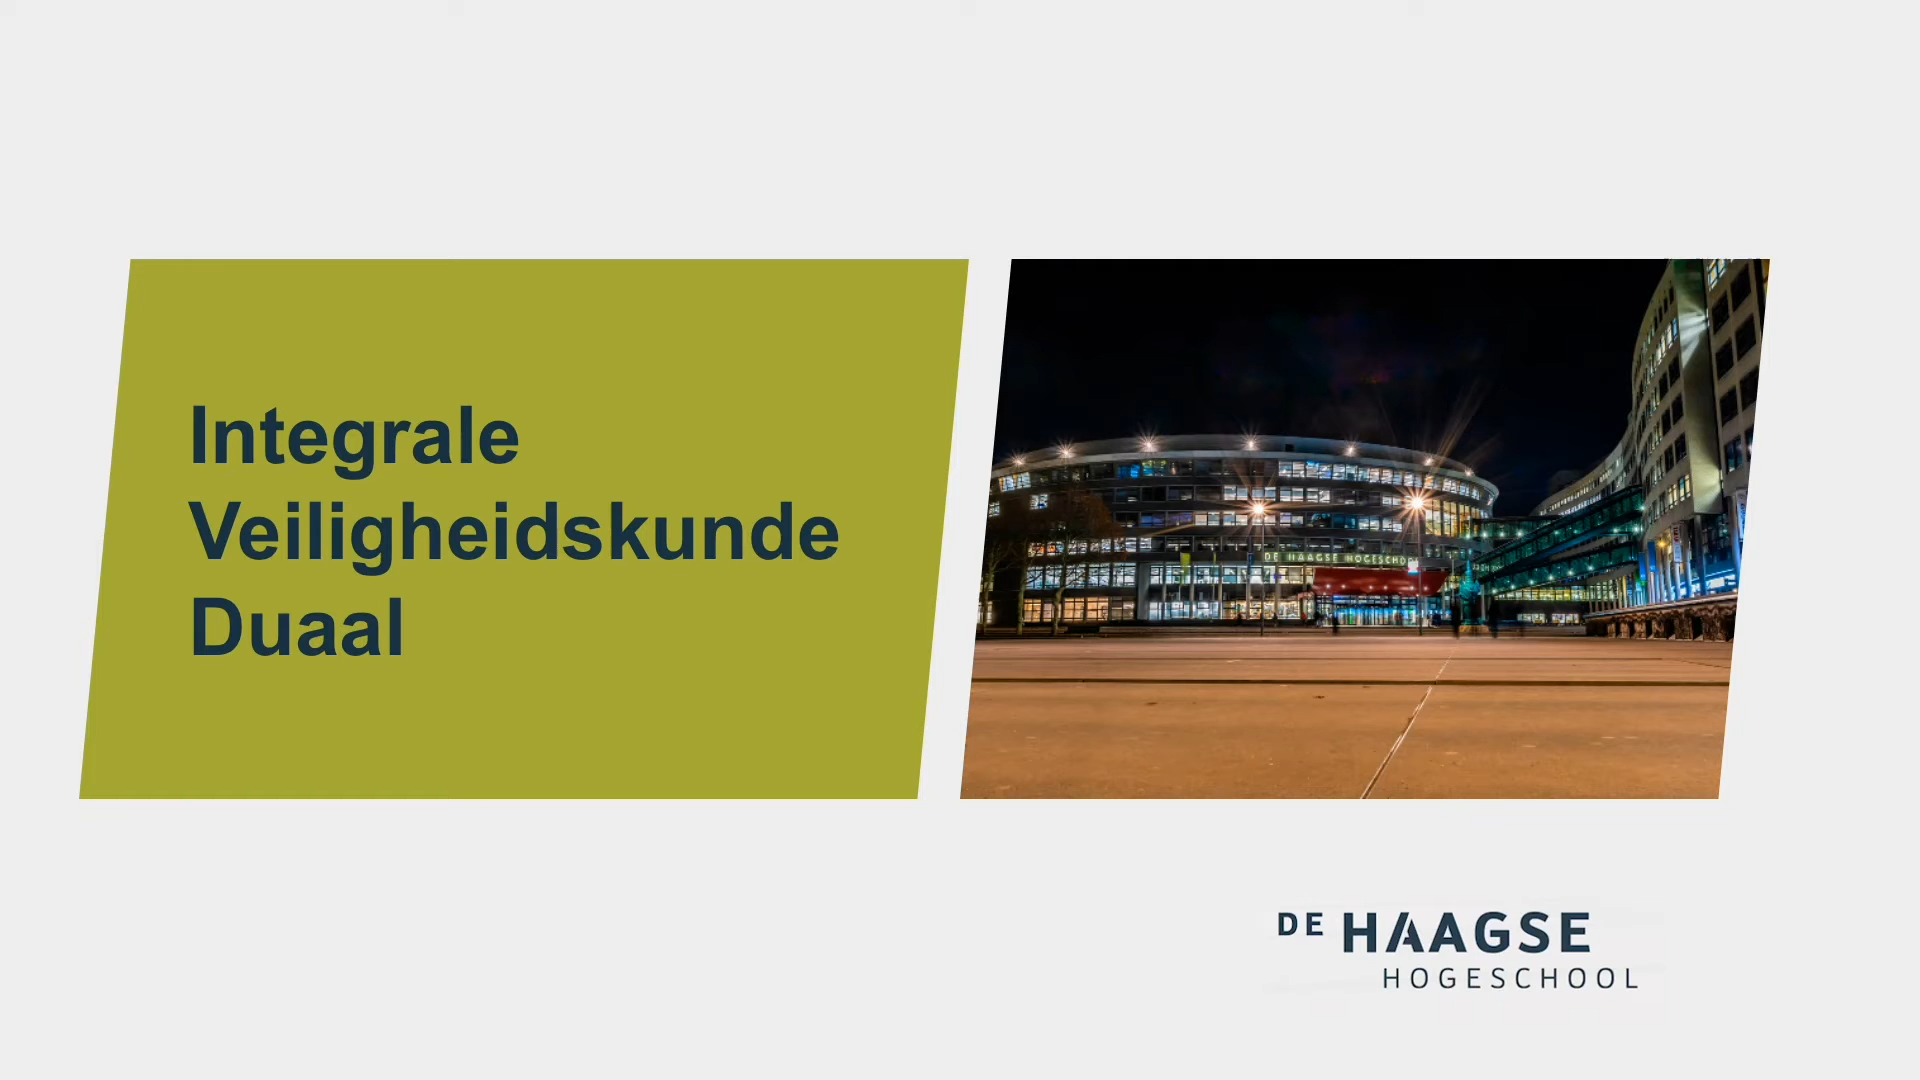 Integrale
Veiligheidskunde
Duaal
DE HAAGSE HOGESCHOOL
DE HAAGSE
HOGESCHOOL